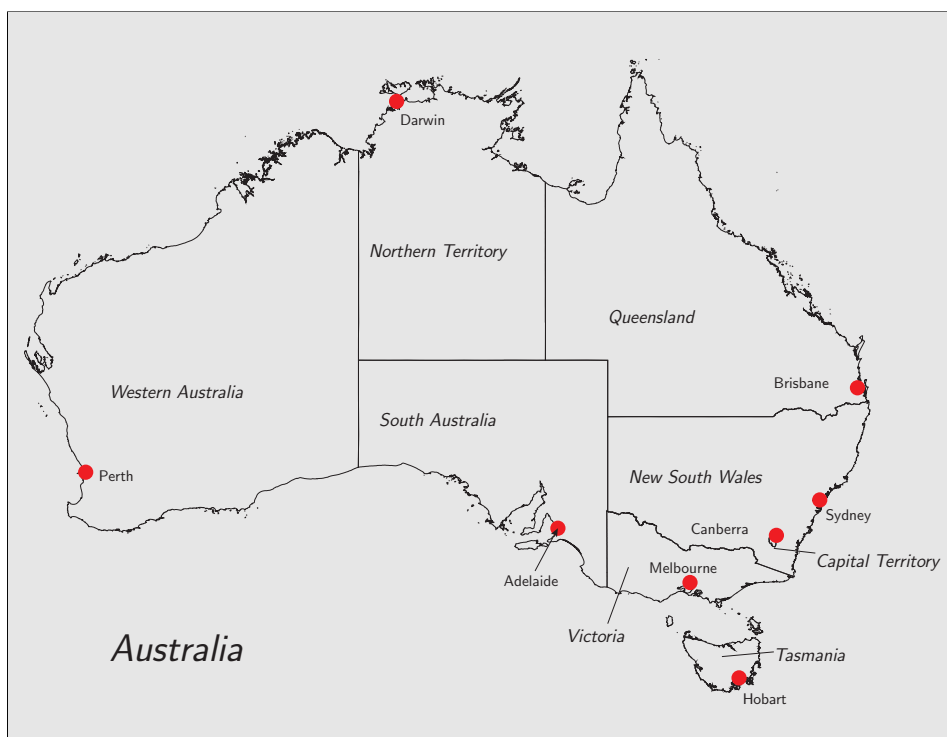 Darwin
Northern Territory
Queensland
Brisbane
Western Australia
South Australia
Perth
New South Wales
Sydney
Canberra
Capital Territory
Melbourne
Adelaide
Victoria
Australia
Tasmania
Hobart